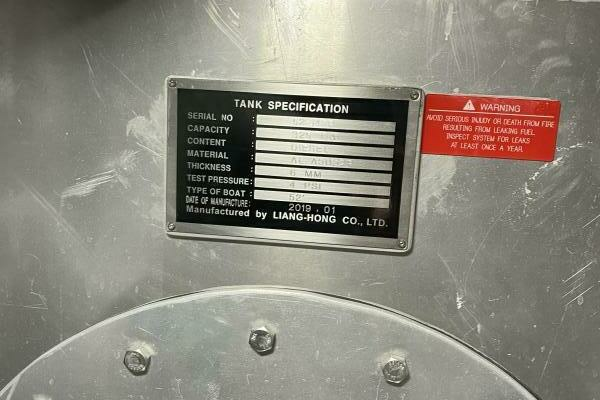 TANK SPECIFICATION
SERIAL NO :
CAPACITY :
CONTENT : DIESEL
MATERIAL :
THICKNESS : 6 MM
TEST PRESSURE: 4 PSI
TYPE OF BOAT : 52'
DATE OF MANUFACTURE: 2019 . 01
Manufactured by LIANG-HONG CO., LTD.
WARNING
AVOID SERIOUS INJUDY OR DEATH FROM FIRE
RESULTING FROM LEAKING FUEL.
INSPECT SYSTEM FOR LEAKS
AT LEAST ONCE A YEAR.